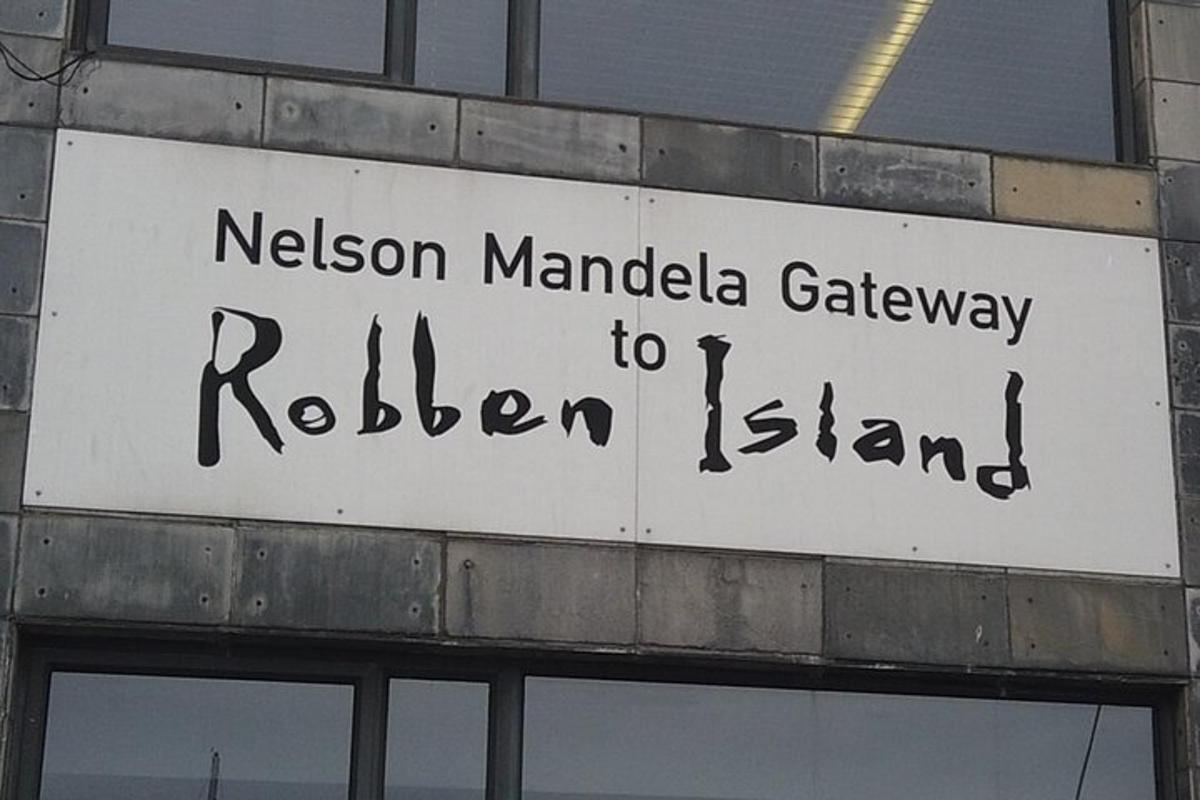 Nelson Mandela Gateway
to
Robben Island